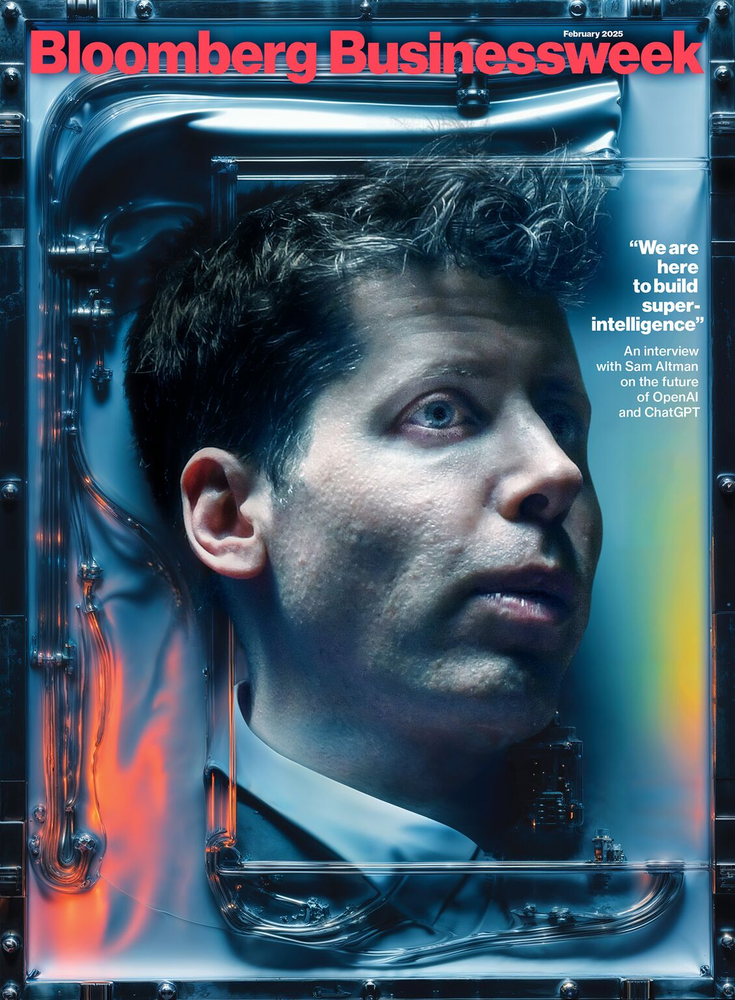 February 2025
Bloomberg Businessweek
“We are
here
to build
super-
intelligence”
An interview
with Sam Altman
on the future
of OpenAI
and ChatGPT